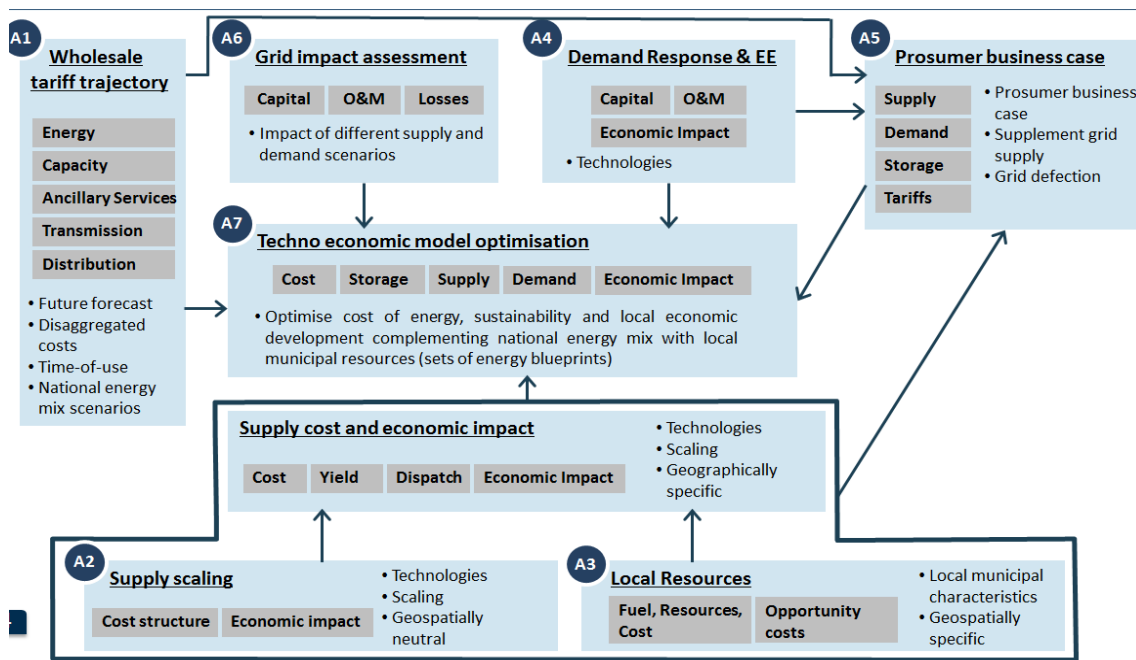 A1
Wholesale
tariff trajectory
Energy
Capacity
Ancillary Services
Transmission
Distribution
• Future forecast
• Disaggregated
costs
• Time-of-use
• National energy
mix scenarios
A6
Grid impact assessment
Capital
O&M
Losses
• Impact of different supply and
demand scenarios
A4
Demand Response & EE
Capital
O&M
Economic Impact
• Technologies
A5
Prosumer business case
Supply
Demand
Storage
Tariffs
• Prosumer business
case
• Supplement grid
supply
• Grid defection
A7
Techno economic model optimisation
Cost
Storage
Supply
Demand
Economic Impact
• Optimise cost of energy, sustainability and local economic
development complementing national energy mix with local
municipal resources (sets of energy blueprints)
Supply cost and economic impact
Cost
Yield
Dispatch
Economic Impact
• Technologies
• Scaling
• Geographically
specific
A2
Supply scaling
Cost structure
Economic impact
• Technologies
• Scaling
• Geospatially
neutral
A3
Local Resources
Fuel, Resources,
Cost
Opportunity
costs
• Local municipal
characteristics
• Geospatially
specific